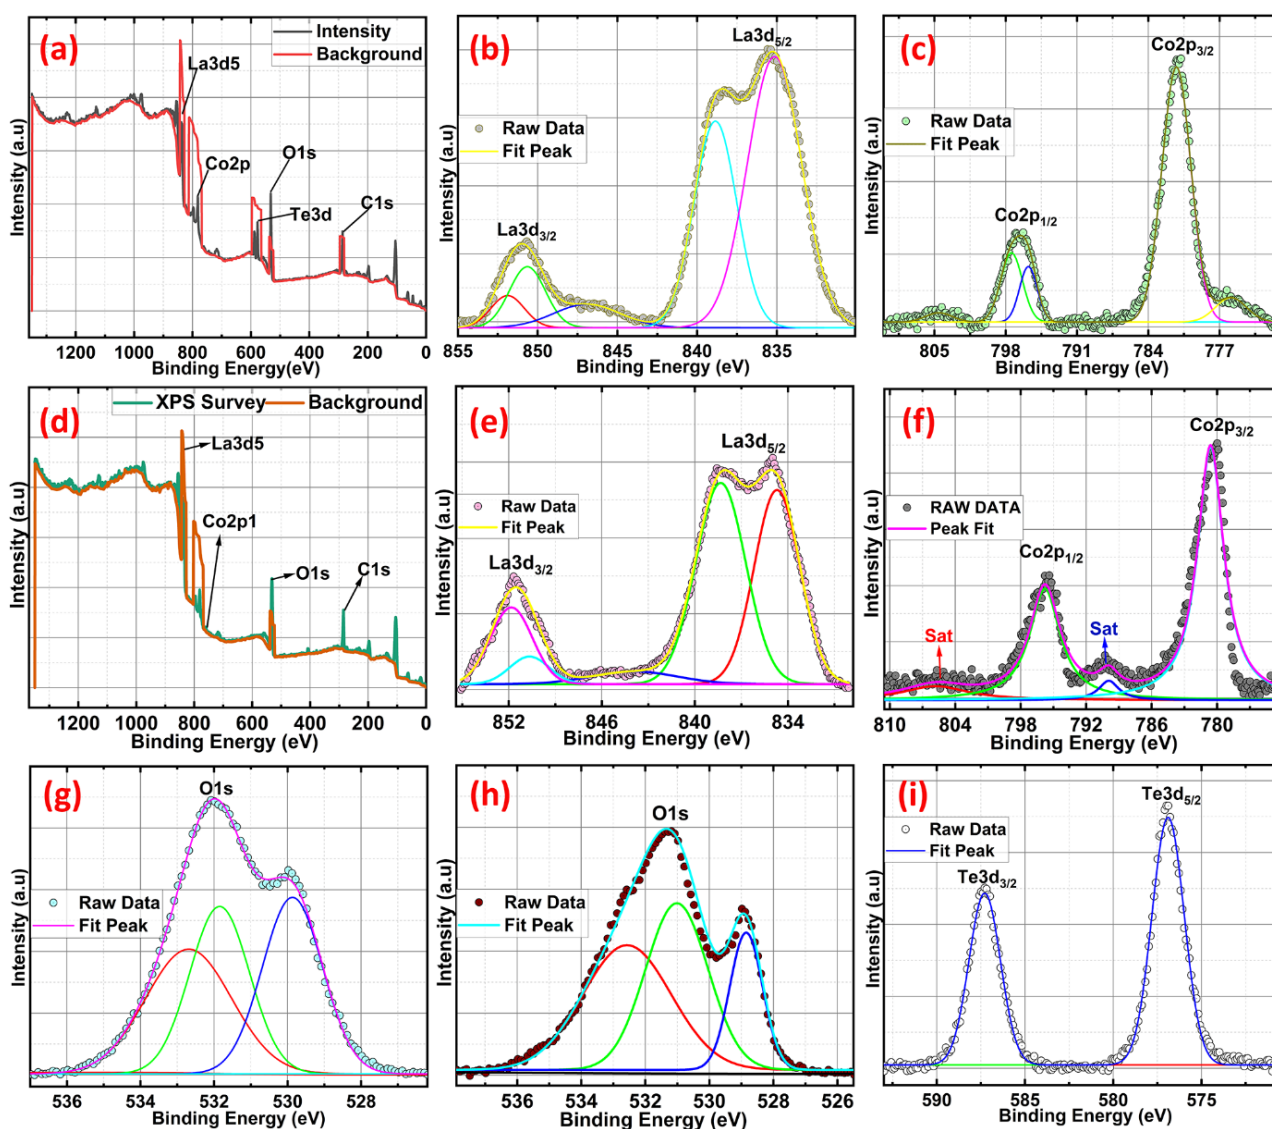 (a)
Intensity
Background
La3d5
Co2p
O1s
Te3d
C1s
Intensity (a.u)
1200 1000 800 600 400 200 0
Binding Energy(eV)
(b)
La3d5/2
Raw Data
Fit Peak
La3d3/2
Intensity (a.u)
855 850 845 840 835
Binding Energy (eV)
(c)
Co2p3/2
Raw Data
Fit Peak
Co2p1/2
Intensity (a.u)
805 798 791 784 777
Binding Energy (eV)
(d)
XPS Survey
Background
La3d5
Co2p1
O1s
C1s
Intensity (a.u)
1200 1000 800 600 400 200 0
Binding Energy (eV)
(e)
La3d5/2
Raw Data
Fit Peak
La3d3/2
Intensity (a.u)
852 846 840 834
Binding Energy (eV)
(f)
Co2p3/2
RAW DATA
Peak Fit
Co2p1/2
Sat
Sat
Intensity (a.u)
810 804 798 792 786 780
Binding Energy (eV)
(g)
O1s
Raw Data
Fit Peak
Intensity (a.u)
536 534 532 530 528
Binding Energy (eV)
(h)
O1s
Raw Data
Fit Peak
Intensity (a.u)
536 534 532 530 528 526
Binding Energy (eV)
(i)
Te3d5/2
Raw Data
Fit Peak
Te3d3/2
Intensity (a.u)
590 585 580 575
Binding Energy (eV)